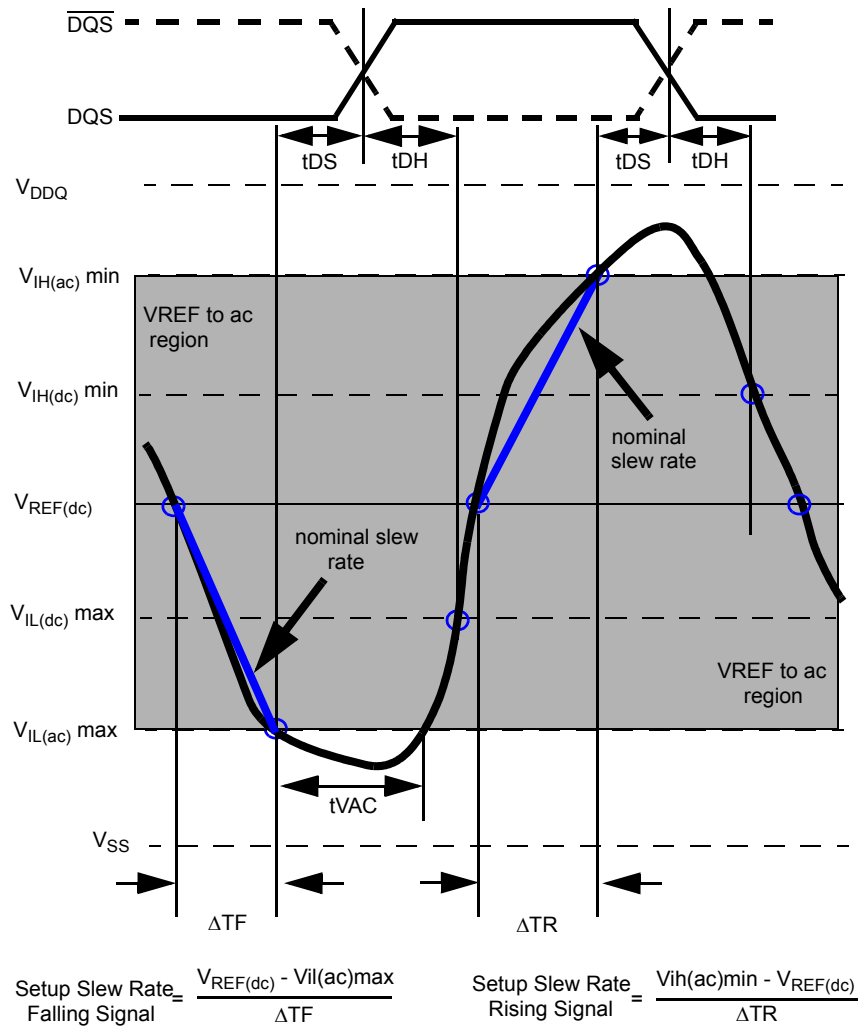 DQS
DQS
tDS tDH tDS tDH
VDDQ
VIH(ac) min
VREF to ac
region
VIH(dc) min
nominal
slew rate
VREF(dc)
nominal slew
rate
VIL(dc) max
VREF to ac
region
VIL(ac) max
tVAC
VSS
ΔTF ΔTR
Setup Slew Rate
Falling Signal
=
VREF(dc) - Vil(ac)max
ΔTF
Setup Slew Rate
Rising Signal
=
Vih(ac)min - VREF(dc)
ΔTR